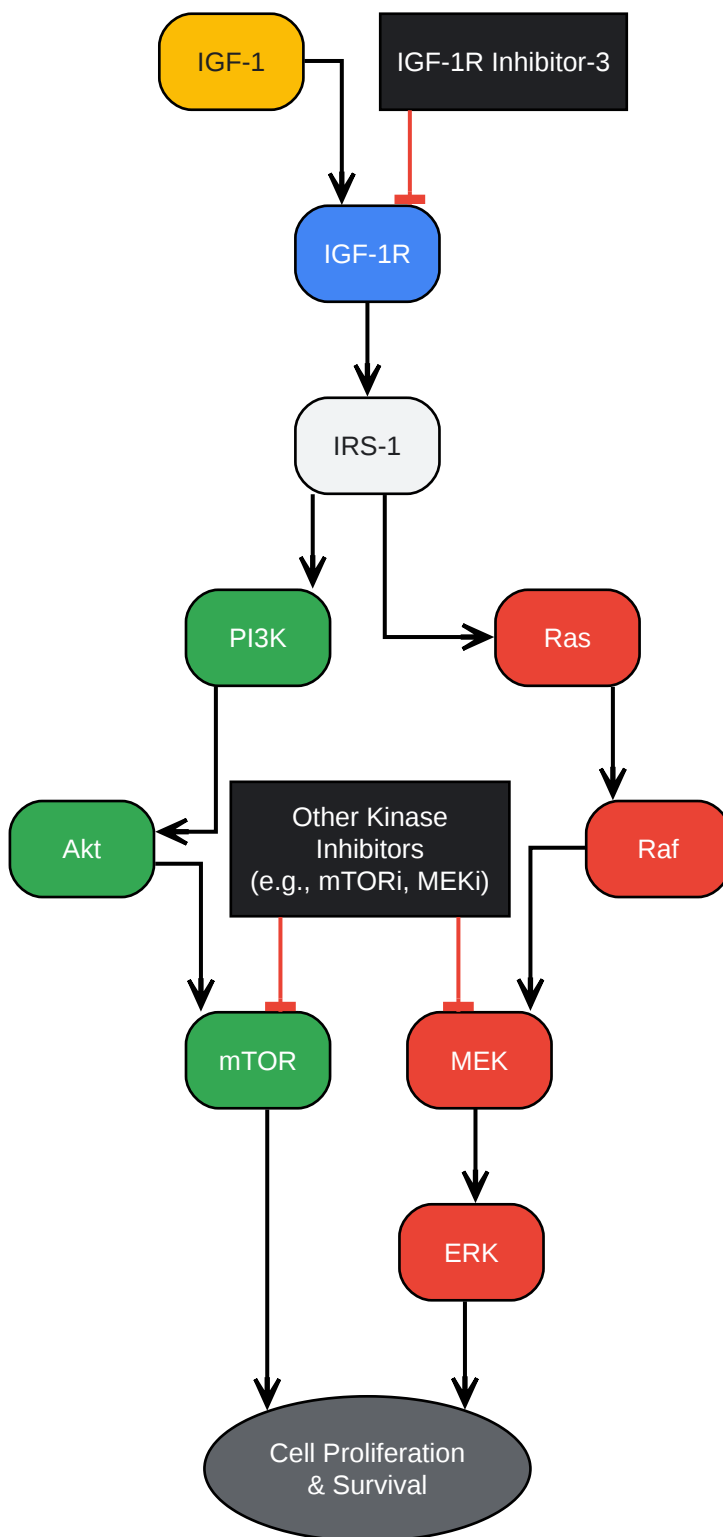 IGF-1
IGF-1R Inhibitor-3
IGF-1R
IRS-1
PI3K
Ras
Akt
Other Kinase
Inhibitors
(e.g., mTORi, MEKi)
Raf
mTOR
MEK
ERK
Cell Proliferation
& Survival